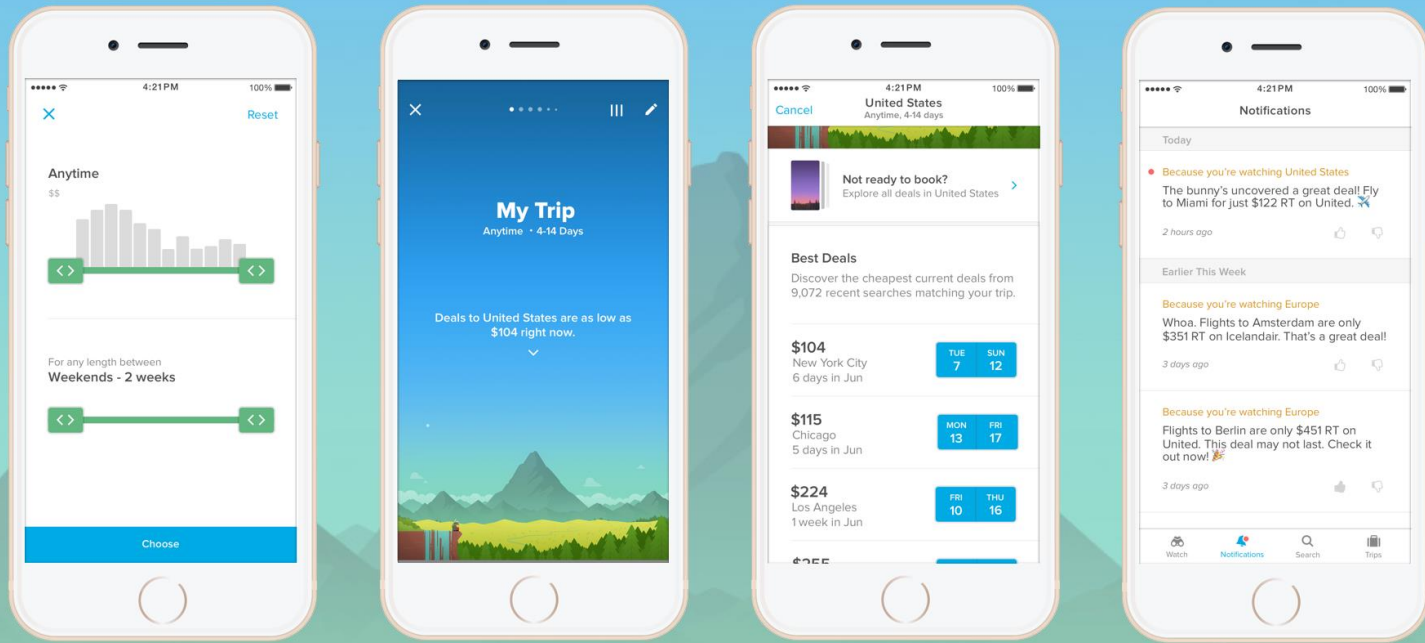 4:21PM
100%
Reset
Anytime
$$
For any length between
Weekends - 2 weeks
Choose
My Trip
Anytime • 4-14 Days
Deals to United States are as low as
$104 right now.
4:21PM
100%
Cancel
United States
Anytime, 4-14 days
Not ready to book?
Explore all deals in United States
Best Deals
Discover the cheapest current deals from
9,072 recent searches matching your trip.
$104
New York City
6 days in Jun
TUE SUN
7 12
$115
Chicago
5 days in Jun
MON FRI
13 17
$224
Los Angeles
1 week in Jun
FRI THU
10 16
$255
4:21PM
100%
Notifications
Today
Because you're watching United States
The bunny's uncovered a great deal! Fly
to Miami for just $122 RT on United. ✈️
2 hours ago
Earlier This Week
Because you're watching Europe
Whoa. Flights to Amsterdam are only
$351 RT on Icelandair. That's a great deal!
3 days ago
Because you're watching Europe
Flights to Berlin are only $451 RT on
United. This deal may not last. Check it
out now! 🎉
3 days ago
Watch Notifications Search Trips